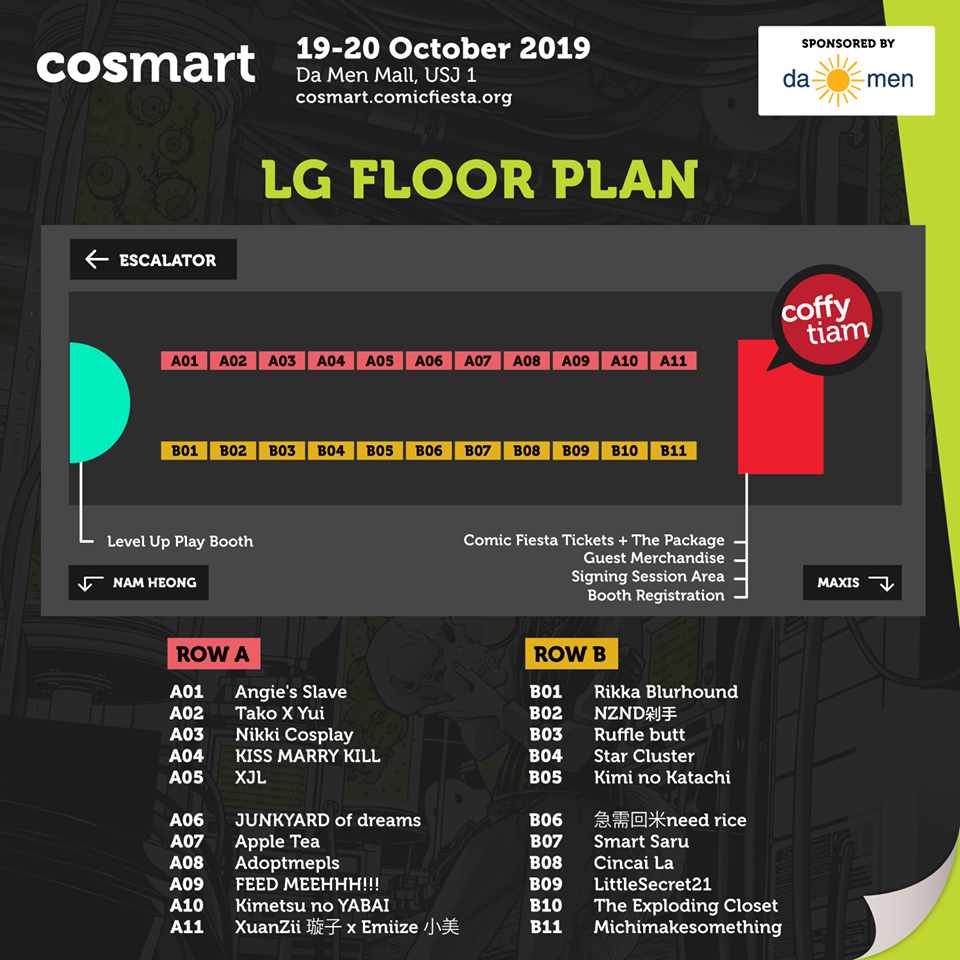 cosmart
19-20 October 2019
Da Men Mall, USJ 1
cosmart.comicfiesta.org
SPONSORED BY
da men
LG FLOOR PLAN
← ESCALATOR
coffy
tiam
A01 A02 A03 A04 A05 A06 A07 A08 A09 A10 A11
B01 B02 B03 B04 B05 B06 B07 B08 B09 B10 B11
Level Up Play Booth
Comic Fiesta Tickets + The Package
Guest Merchandise
Signing Session Area
Booth Registration
NAM HEONG
MAXIS
ROW A
A01 Angie's Slave
A02 Tako X Yui
A03 Nikki Cosplay
A04 KISS MARRY KILL
A05 XJL
A06 JUNKYARD of dreams
A07 Apple Tea
A08 Adoptmepls
A09 FEED MEEHHH!!!
A10 Kimetsu no YABAI
A11 XuanZii 璇子 x Emiize 小美
ROW B
B01 Rikka Blurhound
B02 NZND剁手
B03 Ruffle butt
B04 Star Cluster
B05 Kimi no Katachi
B06 急需回米need rice
B07 Smart Saru
B08 Cincai La
B09 LittleSecret21
B10 The Exploding Closet
B11 Michimakesomething